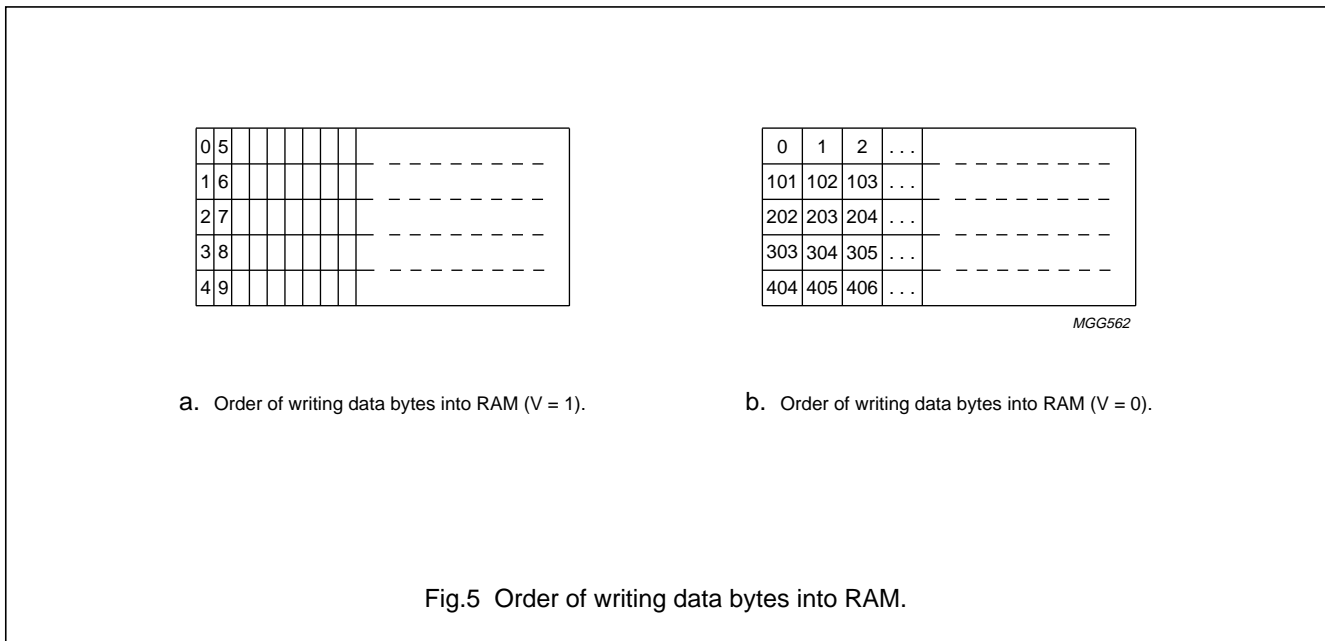 0 5
1 6
2 7
3 8
4 9
0 1 2 . . .
101 102 103 . . .
202 203 204 . . .
303 304 305 . . .
404 405 406 . . .
MGG562
a. Order of writing data bytes into RAM (V = 1).
b. Order of writing data bytes into RAM (V = 0).
Fig.5 Order of writing data bytes into RAM.